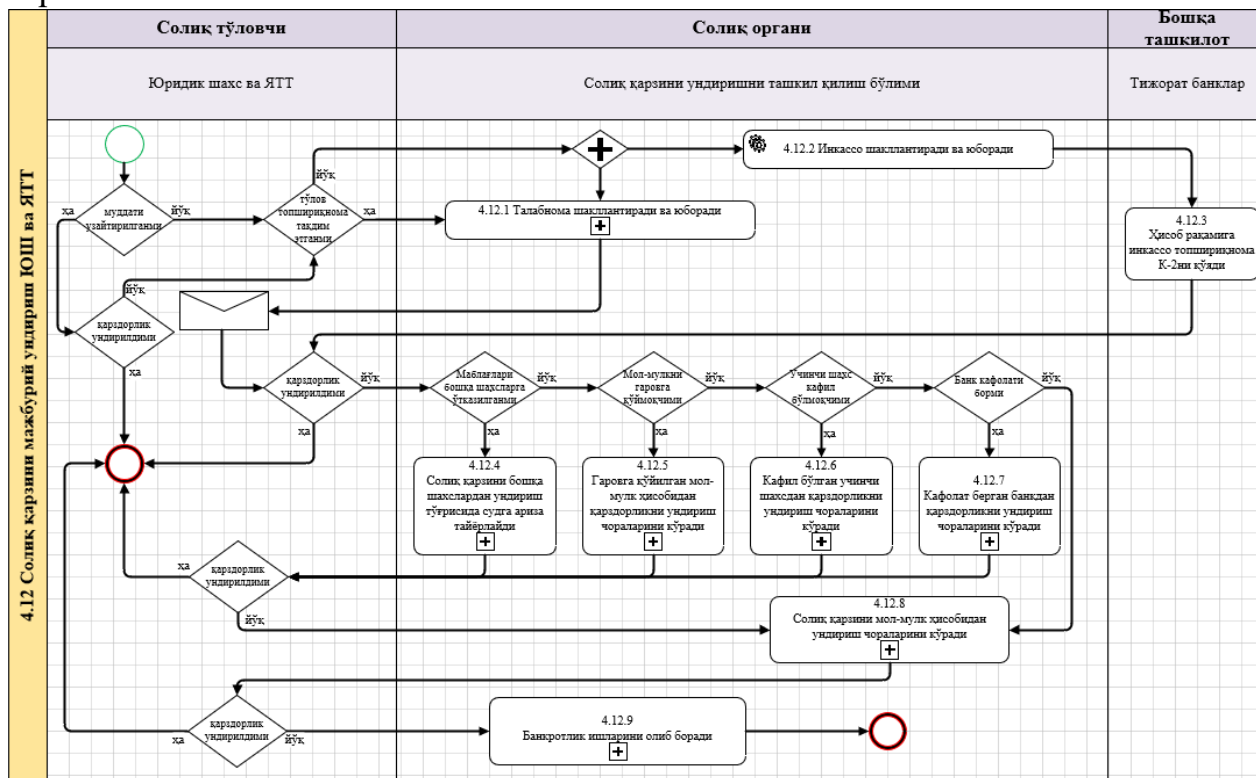 Солиқ тўловчи
Солиқ органи
Бошқа
ташкилот
Юридик шахс ва ЯТТ
Солиқ қарзини ундиришни ташкил қилиш бўлими
Тижорат банклар
4.12 Солиқ қарзини мажбурий ундириш ЮШ ва ЯТТ
муддати
узайтирилганми
ҳа
йўқ
тўлов
топшириқнома
тақдим
этганми
йўқ
ҳа
4.12.2 Инкассо шакллантиради ва юборади
4.12.1 Талабнома шакллантиради ва юборади
4.12.3
Ҳисоб рақамига
инкассо топшириқнома
К-2ни қўяди
йўқ
қарздорлик
ундирилдими
ҳа
қарздорлик
ундирилдими
йўқ
ҳа
Маблағлари
бошқа шахсларга
ўтказилганми
йўқ
ҳа
Мол-мулкни
гаровга
қўймоқчими
йўқ
ҳа
Учинчи шахс
кафил
бўлмоқчими
йўқ
ҳа
Банк кафолати
борми
йўқ
ҳа
4.12.4
Солиқ қарзини бошқа
шахслардан ундириш
тўғрисида судга ариза
тайёрлайди
4.12.5
Гаровга қўйилган мол-
мулк ҳисобидан
қарздорликни ундириш
чораларини кўради
4.12.6
Кафил бўлган учинчи
шахсдан қарздорликни
ундириш чораларини
кўради
4.12.7
Кафолат берган банкдан
қарздорликни ундириш
чораларини кўради
ҳа
қарздорлик
ундирилдими
йўқ
4.12.8
Солиқ қарзини мол-мулк ҳисобидан
ундириш чораларини кўради
қарздорлик
ундирилдими
ҳа
йўқ
4.12.9
Банкротлик ишларини олиб боради